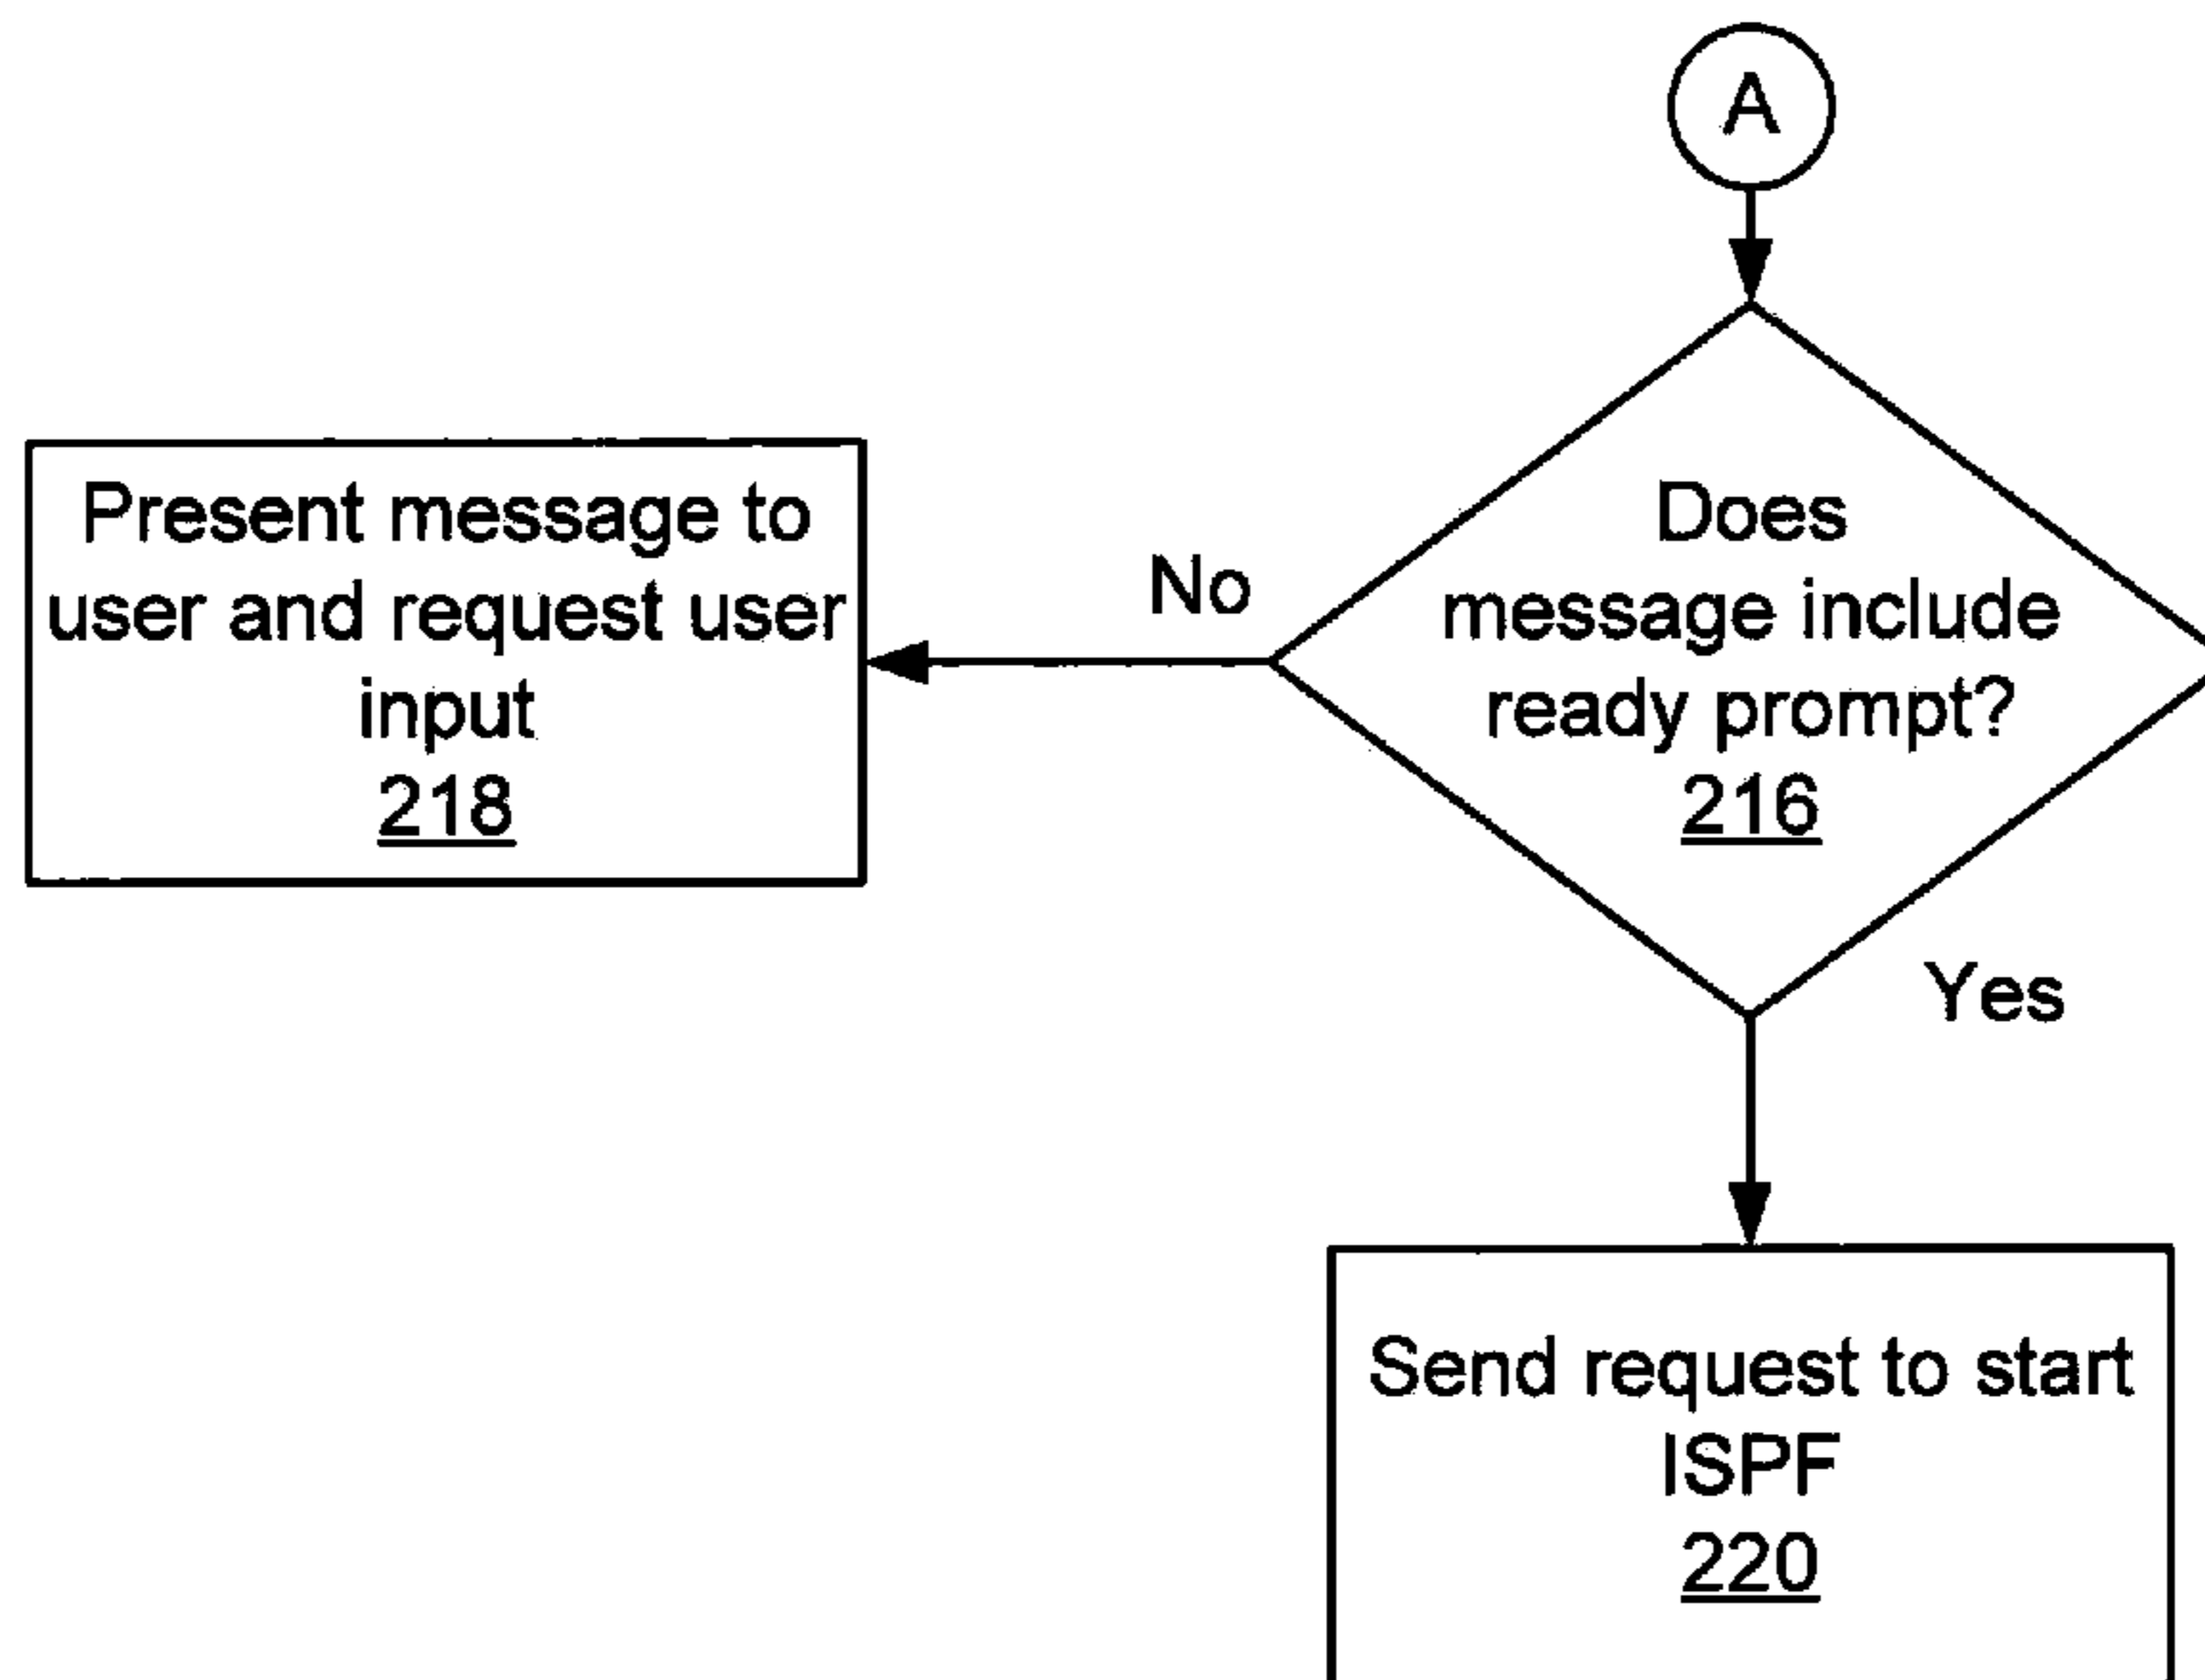 A
Does
message include
ready prompt?
216
No
Present message to
user and request user
input
218
Yes
Send request to start
ISPF
220